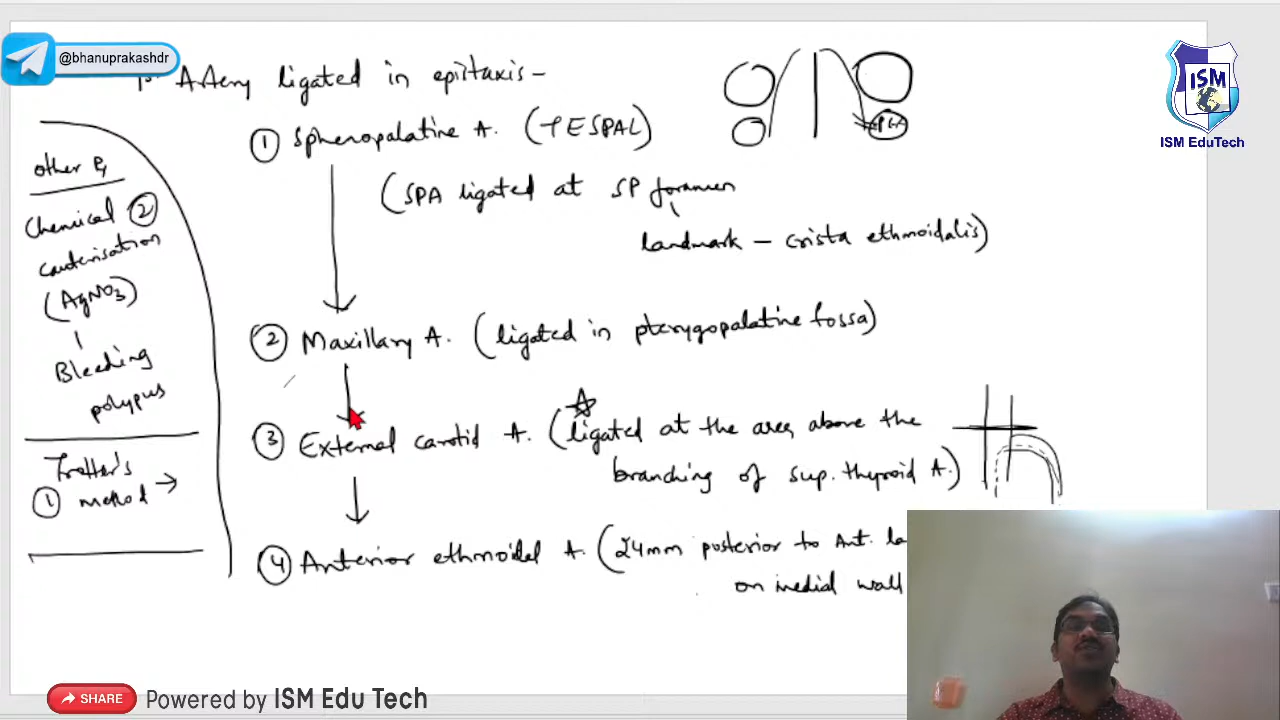 @bhanuprakashdr
1st Artery ligated in epistaxis –
① Sphenopalatine A. (TESPAL)
(SPA ligated at SP foramen
landmark – crista ethmoidalis)
② Maxillary A. (ligated in pterygopalatine fossa)
③ External carotid A. (ligated at the area above the
branching of sup. thyroid A.)
④ Anterior ethmoidal A. (24mm posterior to Ant. la
on medial wall
other R
Chemical ②
cauterisation
(AgNO3)
Bleeding
polypus
Trotter's
① method →
ISM
ISM EduTech
SHARE
Powered by ISM Edu Tech